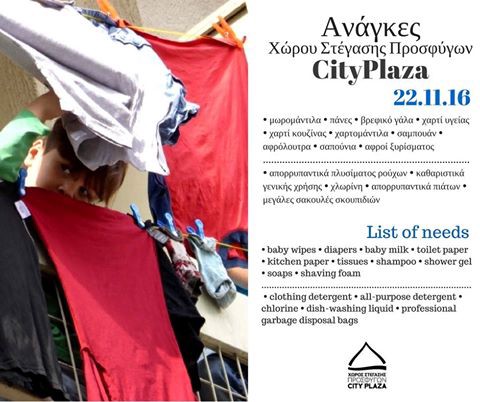 Ανάγκες
Χώρου Στέγασης Προσφύγων
CityPlaza
22.11.16
• μωρομάντιλα • πάνες • βρεφικό γάλα • χαρτί υγείας
• χαρτί κουζίνας • χαρτομάντιλα • σαμπουάν •
αφρόλουτρα • σαπούνια • αφροί ξυρίσματος
• απορρυπαντικά πλυσίματος ρούχων • καθαριστικά
γενικής χρήσης • χλωρίνη • απορρυπαντικά πιάτων •
μεγάλες σακουλές σκουπιδιών
List of needs
• baby wipes • diapers • baby milk • toilet paper
• kitchen paper • tissues • shampoo • shower gel
• soaps • shaving foam
• clothing detergent • all-purpose detergent •
chlorine • dish-washing liquid • professional
garbage disposal bags
ΧΩΡΟΣ ΣΤΕΓΑΣΗΣ
ΠΡΟΣΦΥΓΩΝ
CITY PLAZA